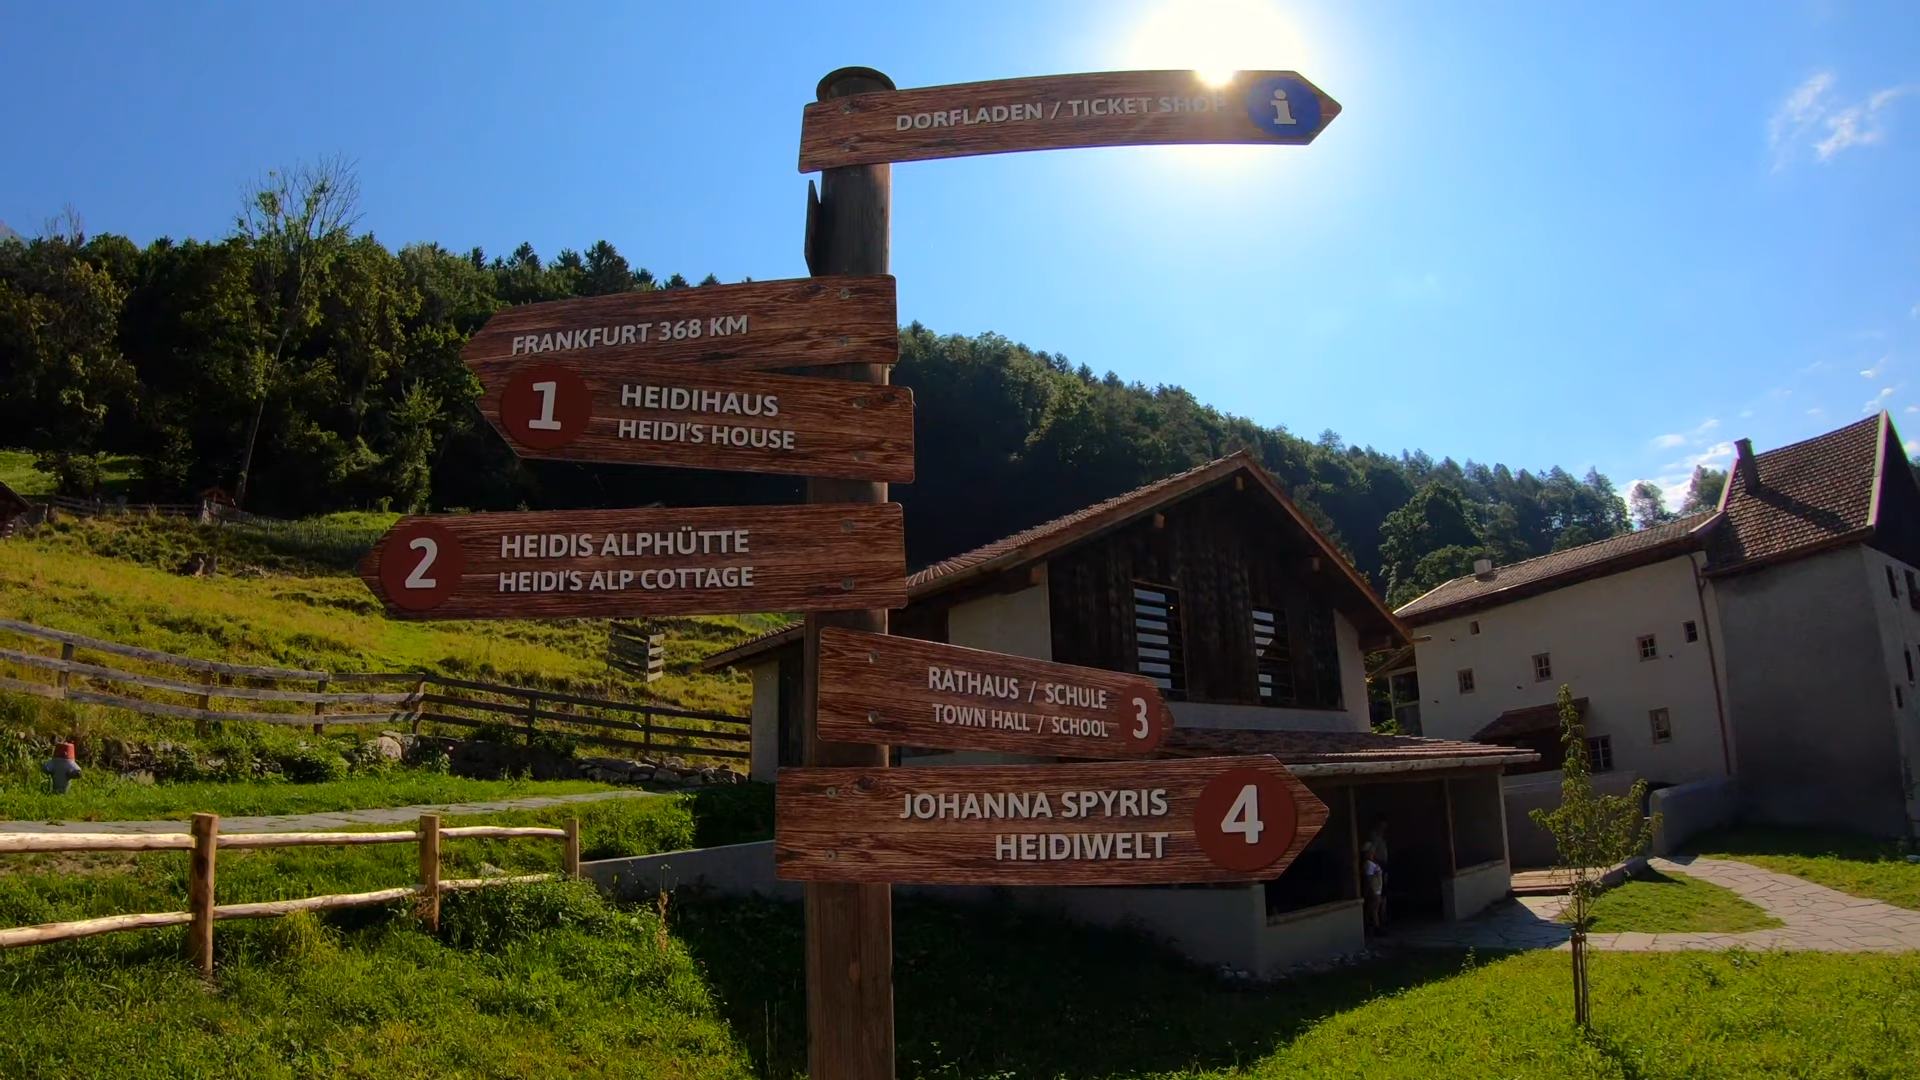 DORFLADEN / TICKET SHOP i
FRANKFURT 368 KM
1
HEIDIHAUS
HEIDI'S HOUSE
2
HEIDIS ALPHÜTTE
HEIDI'S ALP COTTAGE
RATHAUS / SCHULE
TOWN HALL / SCHOOL
3
JOHANNA SPYRIS
HEIDIWELT
4